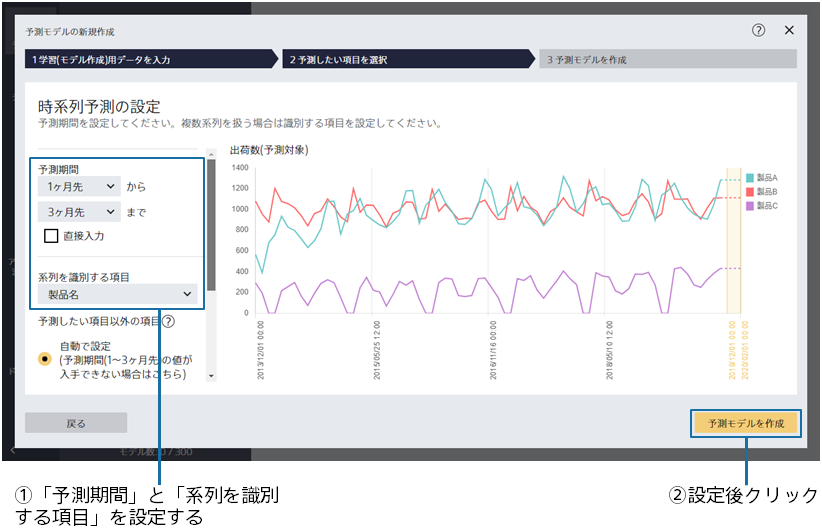 予測モデルの新規作成
?
1 学習(モデル作成)用データを入力
2 予測したい項目を選択
3 予測モデルを作成
時系列予測の設定
予測期間を設定してください。複数系列を扱う場合は識別する項目を設定してください。
予測期間
1ヶ月先 から
3ヶ月先 まで
直接入力
系列を識別する項目
製品名
予測したい項目以外の項目 ?
自動で設定
(予測期間(1〜3ヶ月先)の値が
入手できない場合はこちら)
出荷数(予測対象)
1400
1200
1000
800
600
400
200
0
2013/12/01 00:00
2015/05/25 12:00
2016/11/16 00:00
2018/05/10 12:00
2019/12/01 00:00
2020/02/01 00:00
製品A
製品B
製品C
戻る
予測モデルを作成
/ 300
①「予測期間」と「系列を識別
する項目」を設定する
②設定後クリック